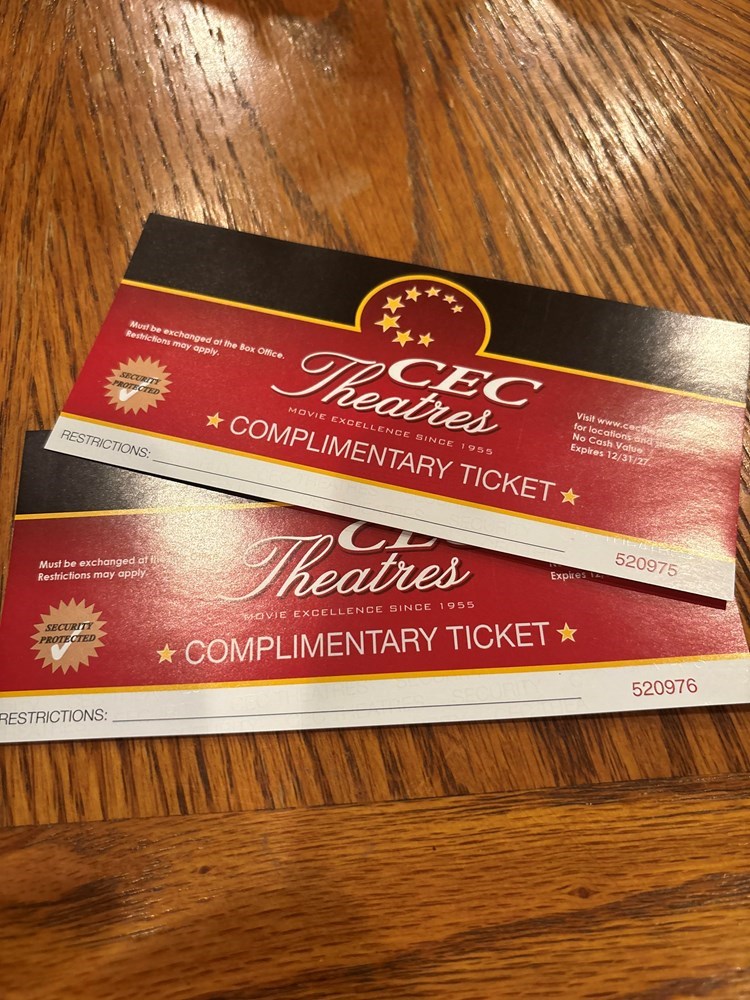 Must be exchanged at the Box Office.
Restrictions may apply.
SECURITY
PROTECTED
CEC
Theatres
MOVIE EXCELLENCE SINCE 1955
COMPLIMENTARY TICKET
Visit
for locations and
No Cash Value
Expires 12/31/27
RESTRICTIONS:
520975
Must be exchanged at
Restrictions may apply.
SECURITY
PROTECTED
Theatres
MOVIE EXCELLENCE SINCE 1955
COMPLIMENTARY TICKET
Expires
RESTRICTIONS:
520976